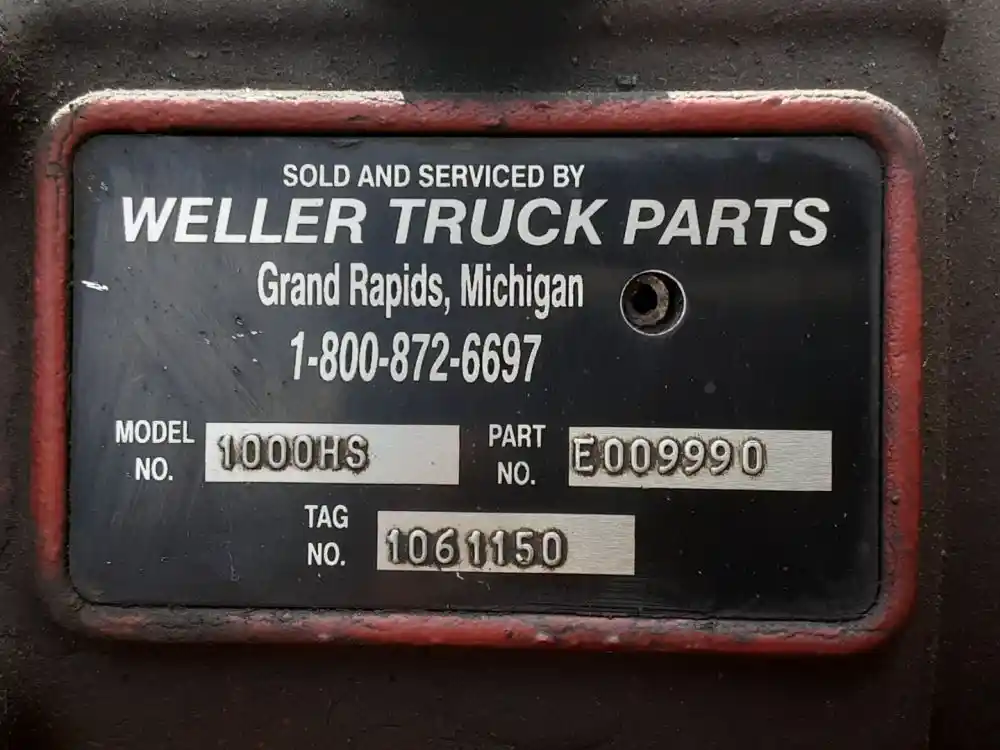 SOLD AND SERVICED BY
WELLER TRUCK PARTS
Grand Rapids, Michigan
1-800-872-6697
MODEL NO. 1000HS
PART NO. E009990
TAG NO. 1061150